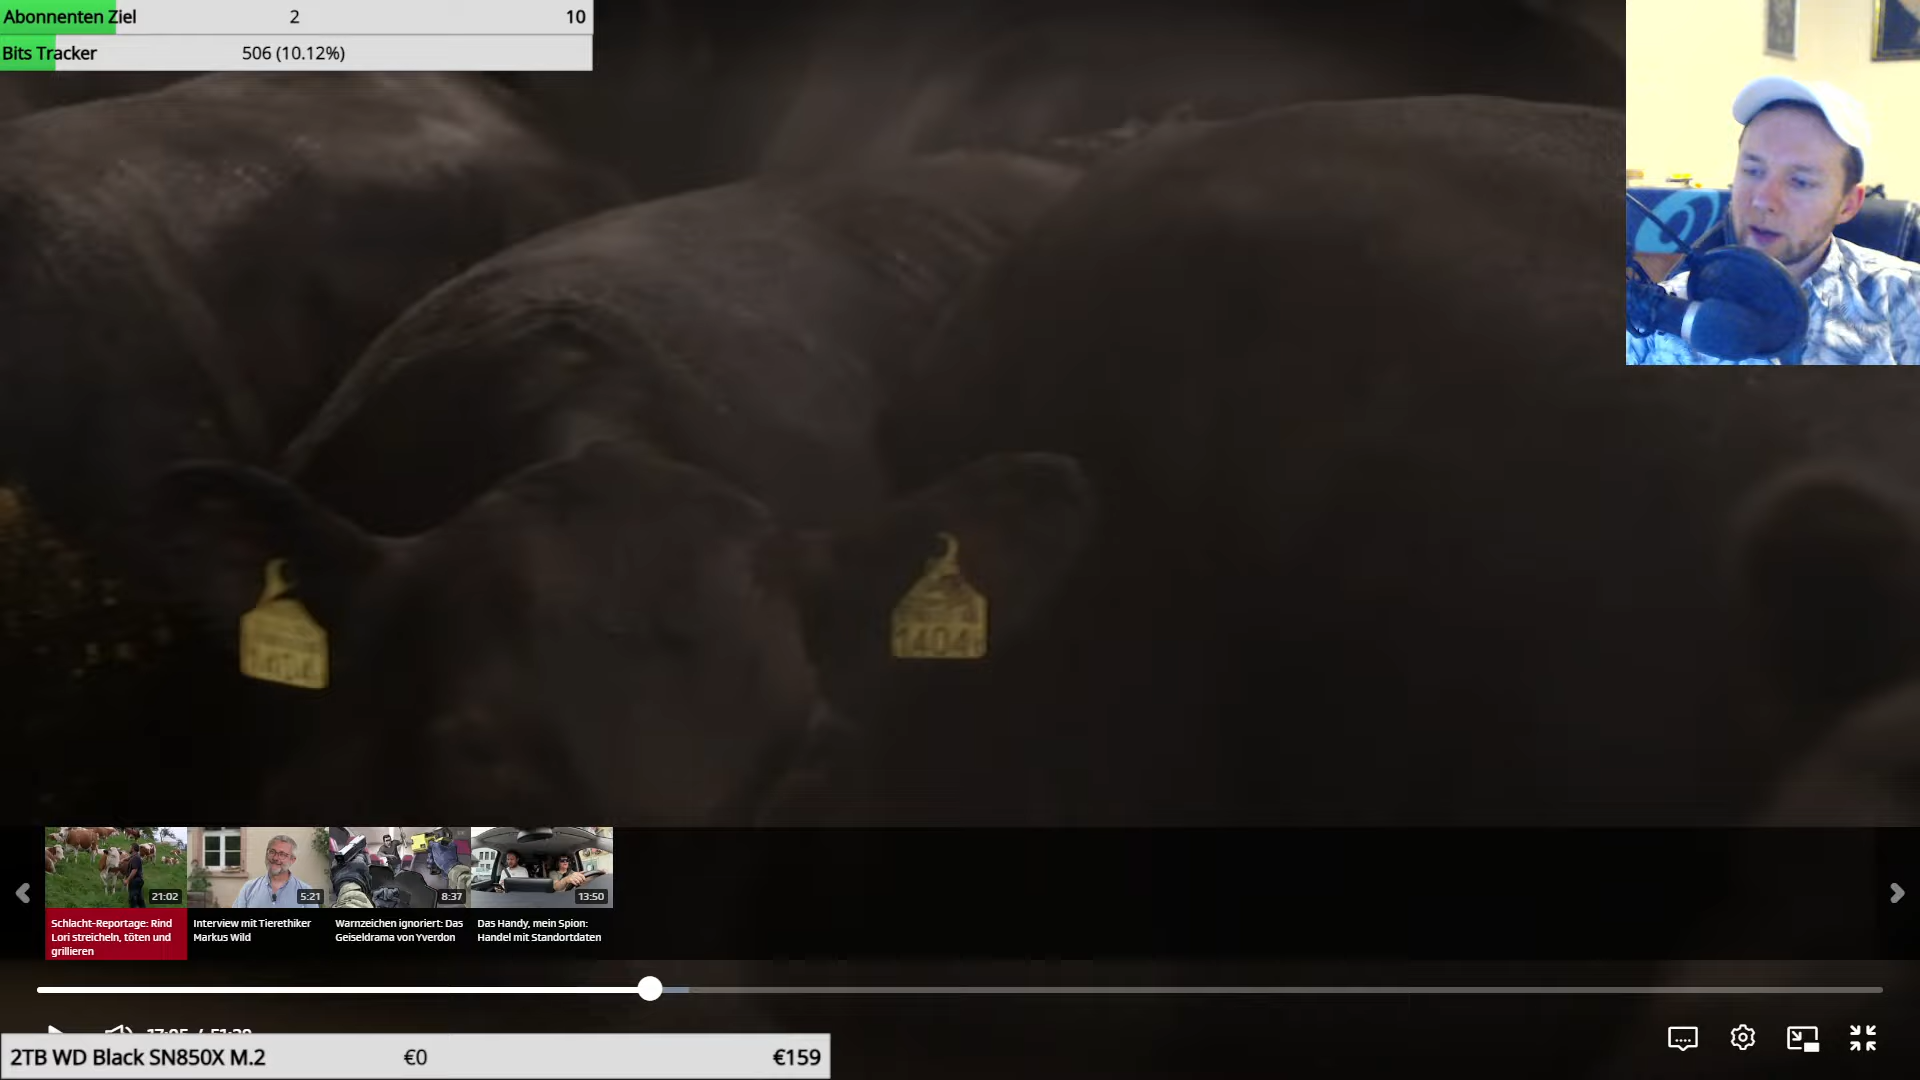 Abonnenten Ziel 2 10
Bits Tracker 506 (10.12%)
1404
21:02
5:21
8:37
13:50
Schlacht-Reportage: Rind
Lori streicheln, töten und
grillieren
Interview mit Tierethiker
Markus Wild
Warnzeichen ignoriert: Das
Geiseldrama von Yverdon
Das Handy, mein Spion:
Handel mit Standortdaten
2TB WD Black SN850X M.2 €0 €159